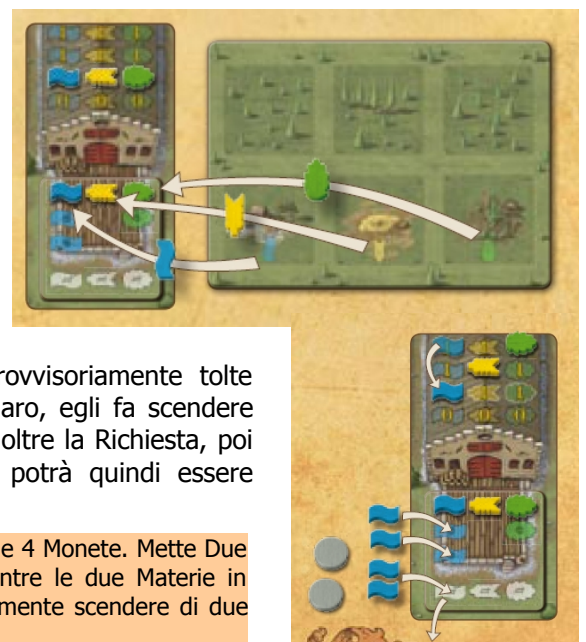 rovvisoriamente tolte
aro, egli fa scendere
oltre la Richiesta, poi
potrà quindi essere
e 4 Monete. Mette Due
ntre le due Materie in
mente scendere di due